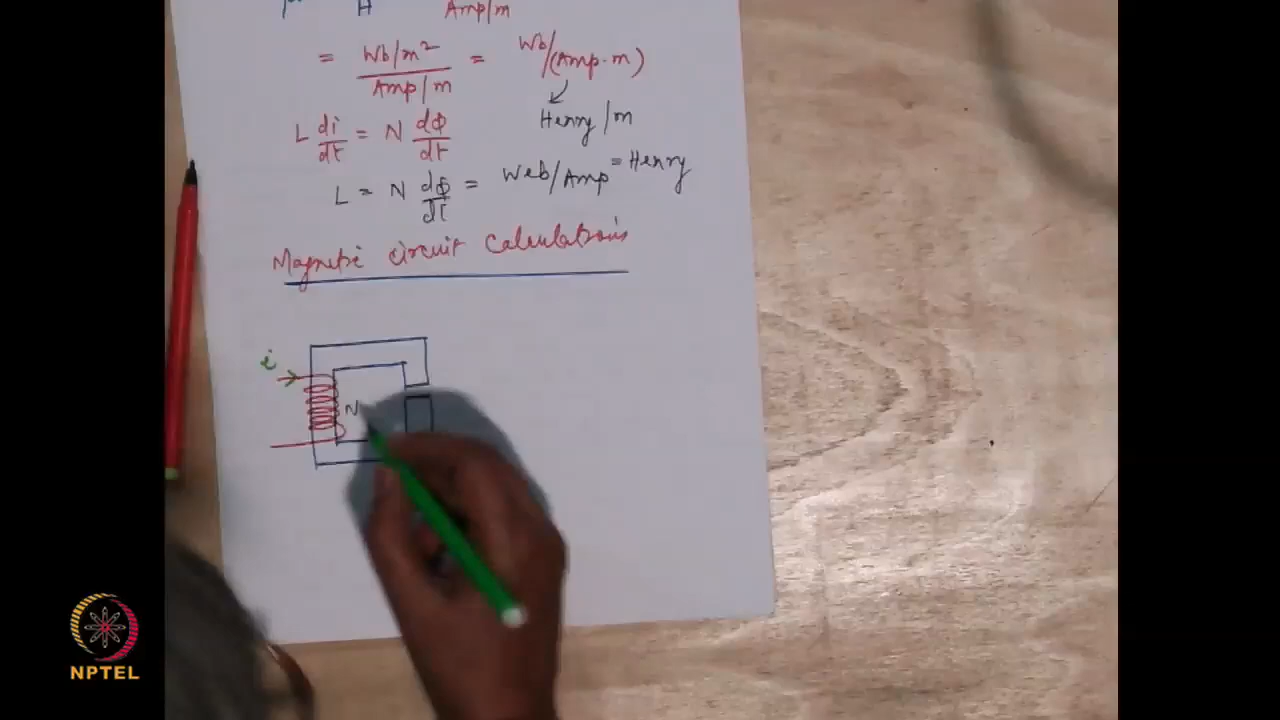 μ H Amp/m
= Wb/m² / Amp/m = Wb/(Amp·m)
Henry/m
L di/dt = N dΦ/dt
L = N dΦ/di = Web/Amp = Henry
Magnetic circuit Calculations
i
N
NPTEL